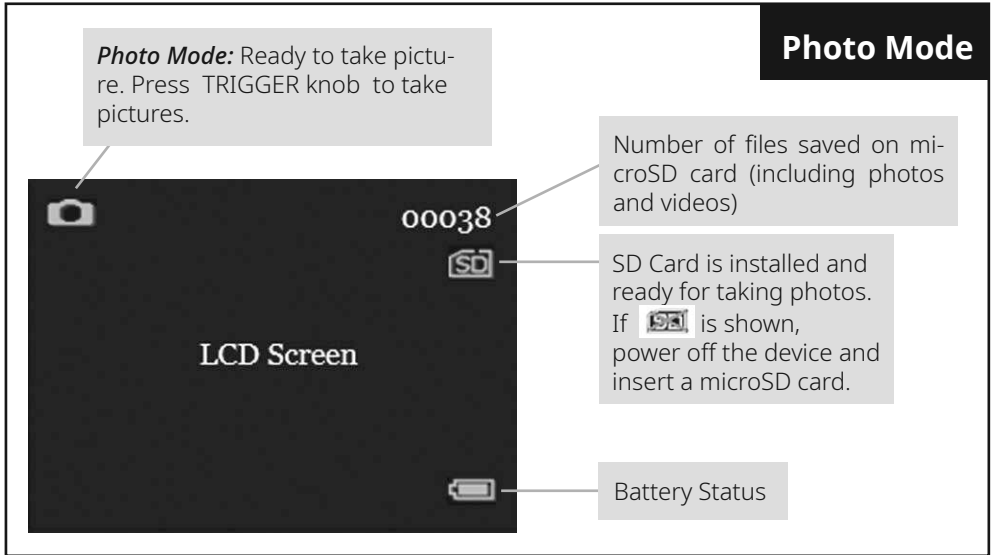 Photo Mode
Photo Mode: Ready to take pictu-
re. Press TRIGGER knob to take
pictures.
Number of files saved on mi-
croSD card (including photos
and videos)
00038
SD
SD Card is installed and
ready for taking photos.
If is shown,
power off the device and
insert a microSD card.
LCD Screen
Battery Status